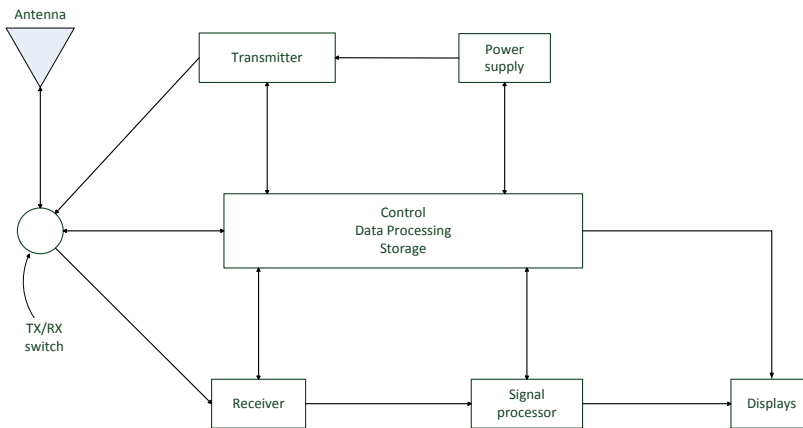 Antenna
Transmitter
Power
supply
Control
Data Processing
Storage
TX/RX
switch
Receiver
Signal
processor
Displays